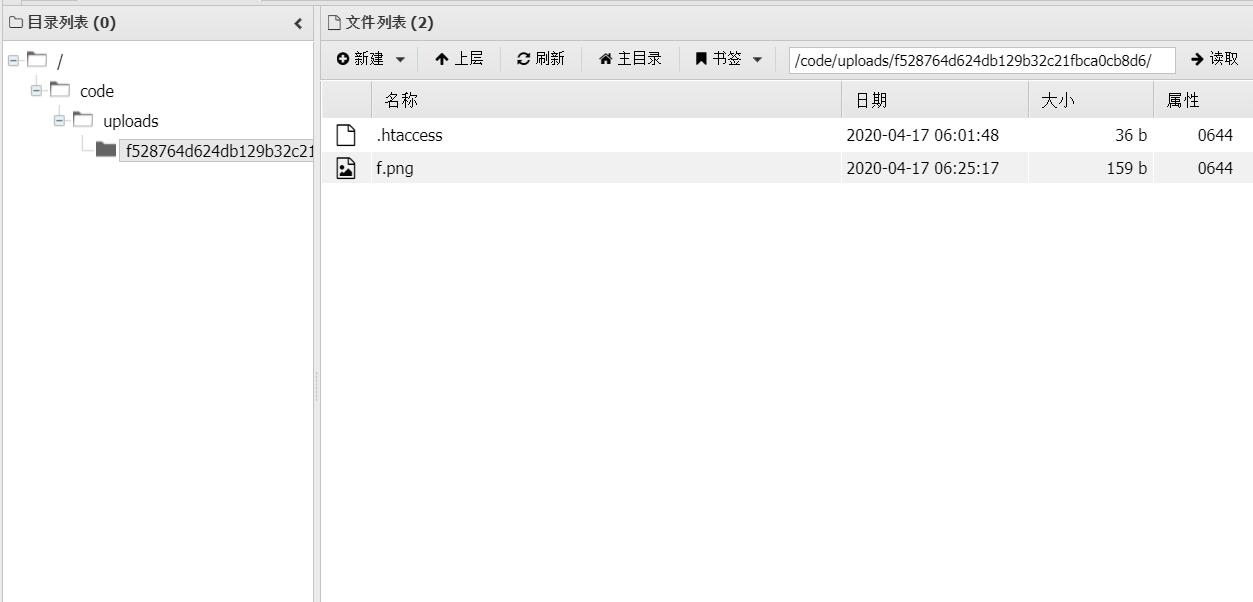 目录列表 (0)
/
code
uploads
f528764d624db129b32c21
文件列表 (2)
新建 上层 刷新 主目录 书签 /code/uploads/f528764d624db129b32c21fbca0cb8d6/ 读取
名称 日期 大小 属性
.htaccess 2020-04-17 06:01:48 36 b 0644
f.png 2020-04-17 06:25:17 159 b 0644